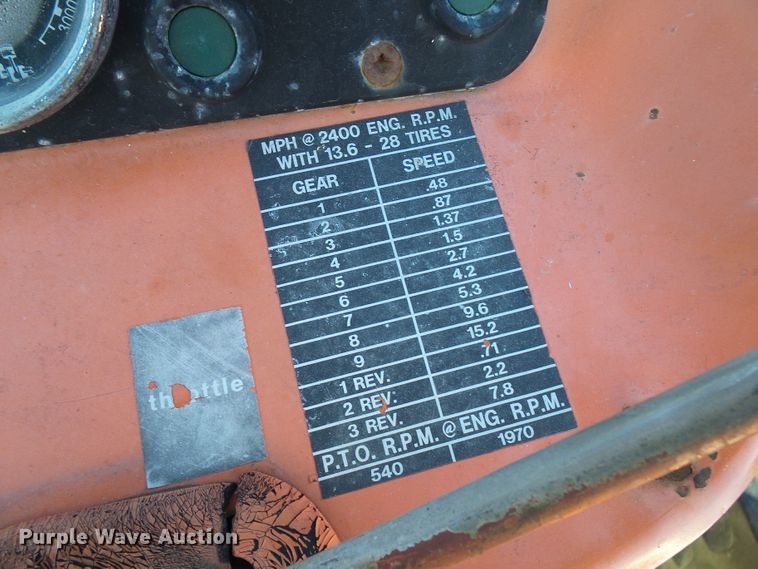 3000
MPH @ 2400 ENG. R.P.M.
WITH 13.6 - 28 TIRES
GEAR SPEED
1 .48
2 .87
3 1.37
4 1.5
5 2.7
6 4.2
7 5.3
8 9.6
9 15.2
1 REV. .71
2 REV. 2.2
3 REV. 7.8
P.T.O. R.P.M. @ ENG. R.P.M.
540 1970
Purple Wave Auction